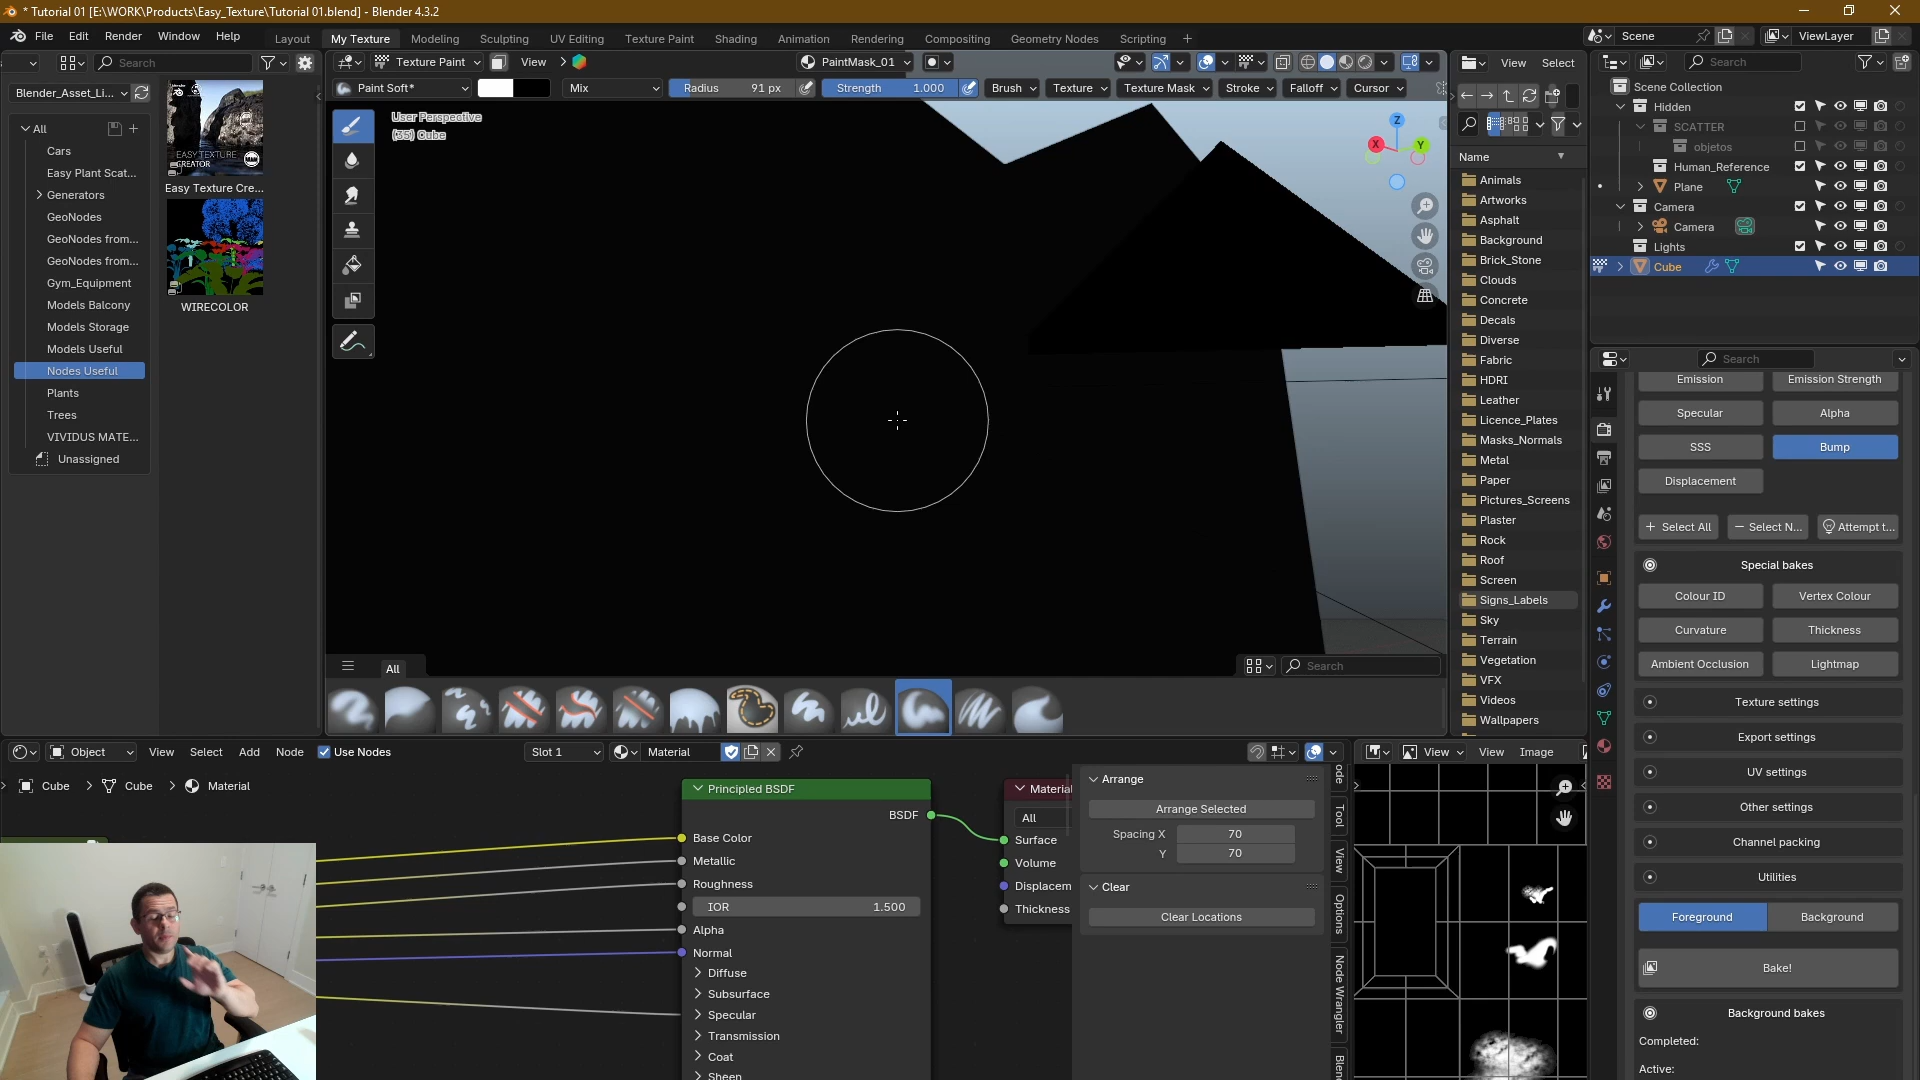 * Tutorial 01 [E:\WORK\Products\Easy_Texture\Tutorial 01.blend] - Blender 4.3.2
File Edit Render Window Help Layout My Texture Modeling Sculpting UV Editing Texture Paint Shading Animation Rendering Compositing Geometry Nodes Scripting + Scene ViewLayer
Search
Texture Paint View PaintMask_01
View Select
Search
Blender_Asset_Li...
Paint Soft* Mix Radius 91 px Strength 1.000 Brush Texture Texture Mask Stroke Falloff Cursor
All
Cars
Easy Plant Scat...
Generators
GeoNodes
GeoNodes from...
GeoNodes from...
Gym_Equipment
Models Balcony
Models Storage
Models Useful
Nodes Useful
Plants
Trees
VIVIDUS MATE...
Unassigned
EASY TEXTURE
CREATOR
Easy Texture Cre...
WIRECOLOR
User Perspective
(35) Cube
Z
X
Y
All
Search
Name
Animals
Artworks
Asphalt
Background
Brick_Stone
Clouds
Concrete
Decals
Diverse
Fabric
HDRI
Leather
Licence_Plates
Masks_Normals
Metal
Paper
Pictures_Screens
Plaster
Rock
Roof
Screen
Signs_Labels
Sky
Terrain
Vegetation
VFX
Videos
Wallpapers
Scene Collection
Hidden
SCATTER
objetos
Human_Reference
Plane
Camera
Camera
Lights
Cube
Search
Emission Emission Strength
Specular Alpha
SSS Bump
Displacement
Select All Select N... Attempt t...
Special bakes
Colour ID Vertex Colour
Curvature Thickness
Ambient Occlusion Lightmap
Texture settings
Export settings
UV settings
Other settings
Channel packing
Utilities
Foreground Background
Bake!
Background bakes
Completed:
Active:
Object View Select Add Node Use Nodes Slot 1 Material
View View Image
Cube Cube Material
Principled BSDF
BSDF
Base Color
Metallic
Roughness
IOR 1.500
Alpha
Normal
Diffuse
Subsurface
Specular
Transmission
Coat
Sheen
Material
All
Surface
Volume
Displacem
Thickness
Arrange
Arrange Selected
Spacing X 70
Y 70
Clear
Clear Locations
ode
Tool
View
Options
Node Wrangler
Blen